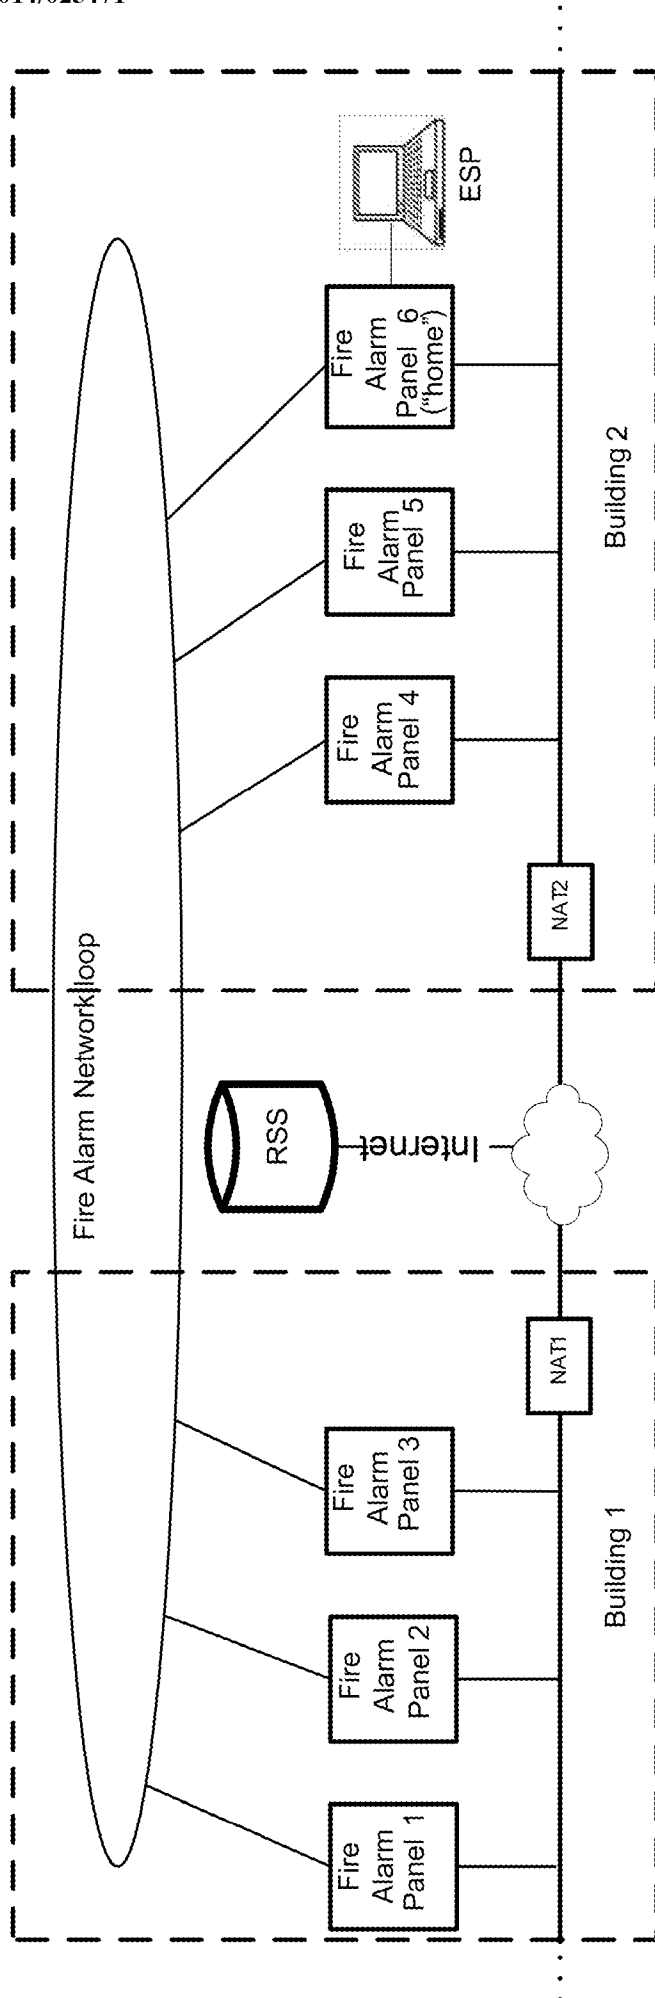 Fire Alarm Network loop
RSS
Internet
Fire
Alarm
Panel 1
Fire
Alarm
Panel 2
Fire
Alarm
Panel 3
Fire
Alarm
Panel 4
Fire
Alarm
Panel 5
Fire
Alarm
Panel 6
("home")
ESP
NAT1
NAT2
Building 1
Building 2